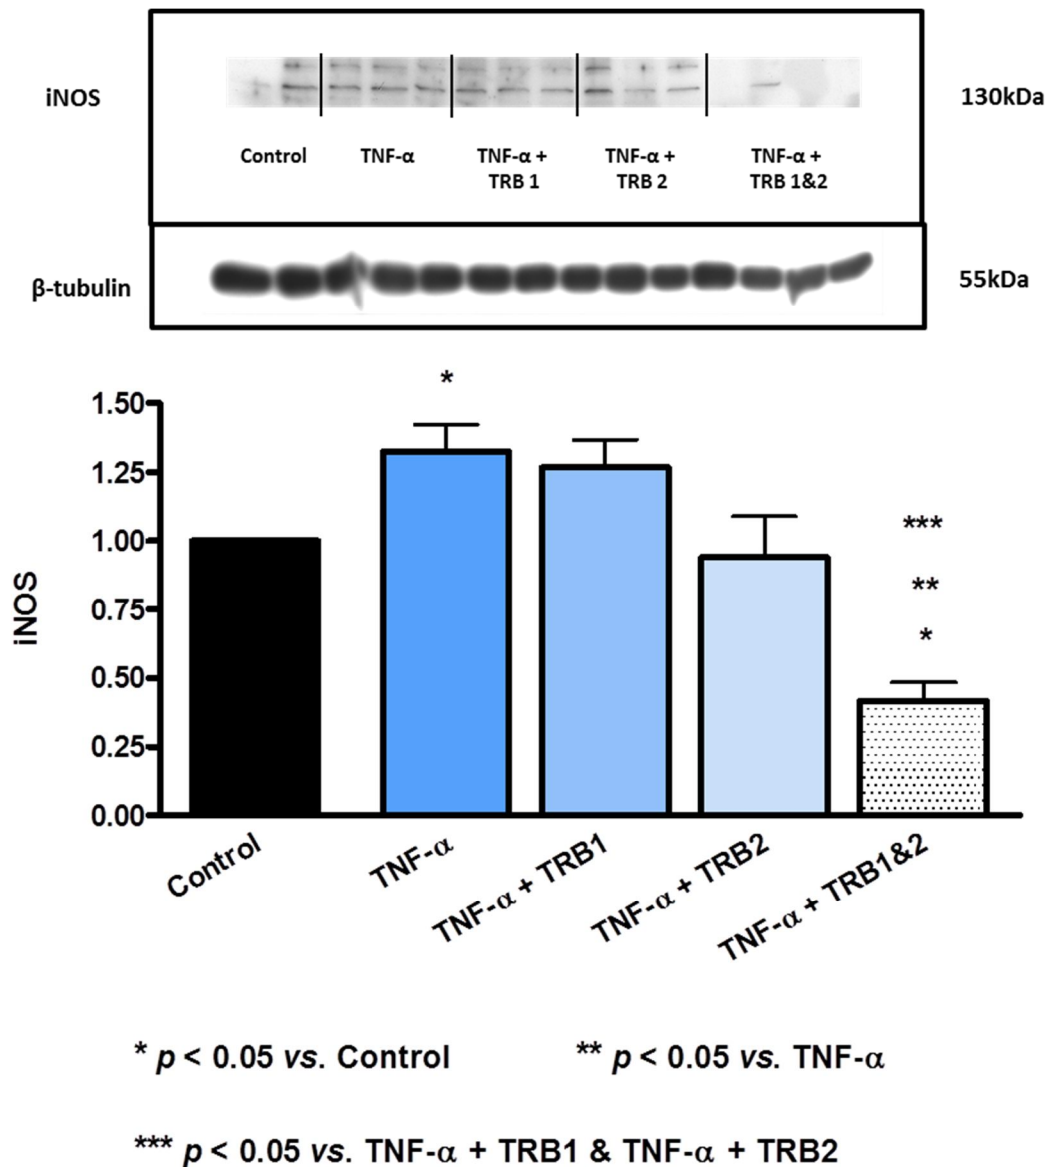 iNOS
130kDa
Control TNF-α TNF-α + TNF-α + TNF-α +
TRB 1 TRB 2 TRB 1&2
β-tubulin
55kDa
*
1.50
1.25
1.00
0.75
0.50
0.25
0.00
iNOS
***
**
*
Control
TNF-α
TNF-α + TRB1
TNF-α + TRB2
TNF-α + TRB1&2
* p < 0.05 vs. Control ** p < 0.05 vs. TNF-α
*** p < 0.05 vs. TNF-α + TRB1 & TNF-α + TRB2